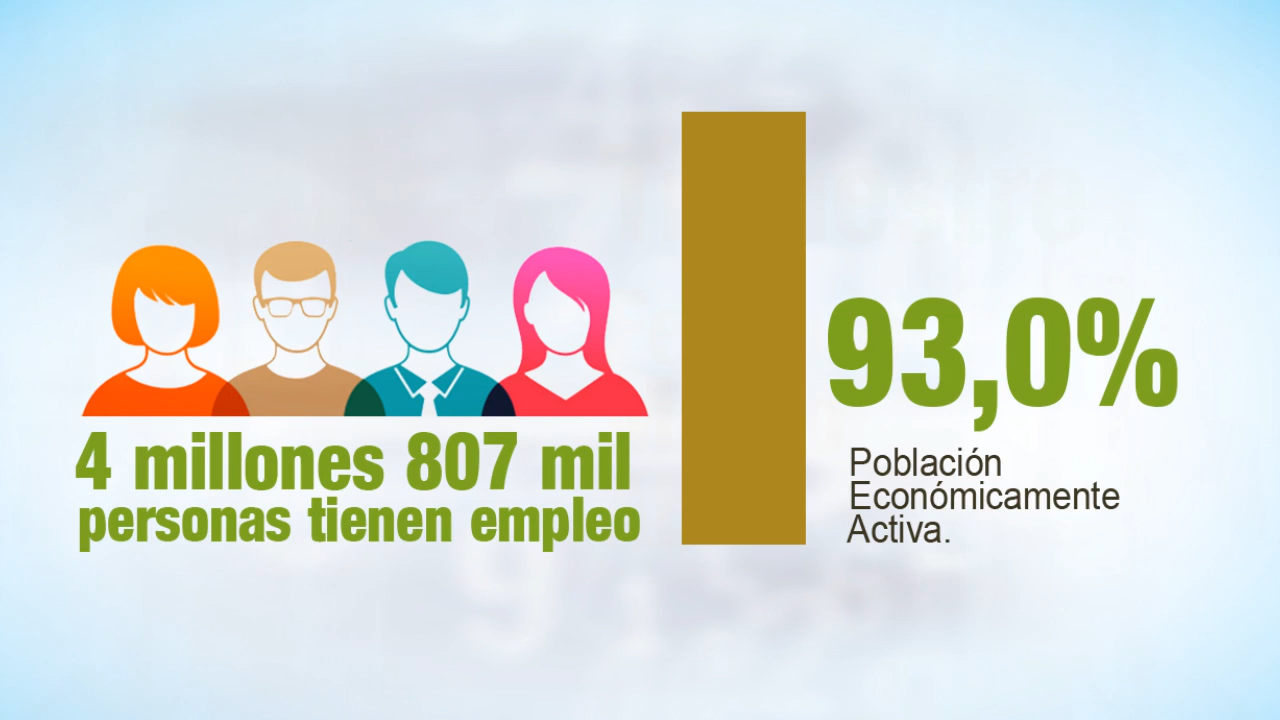 4 millones 807 mil
personas tienen empleo
93,0%
Población
Económicamente
Activa.